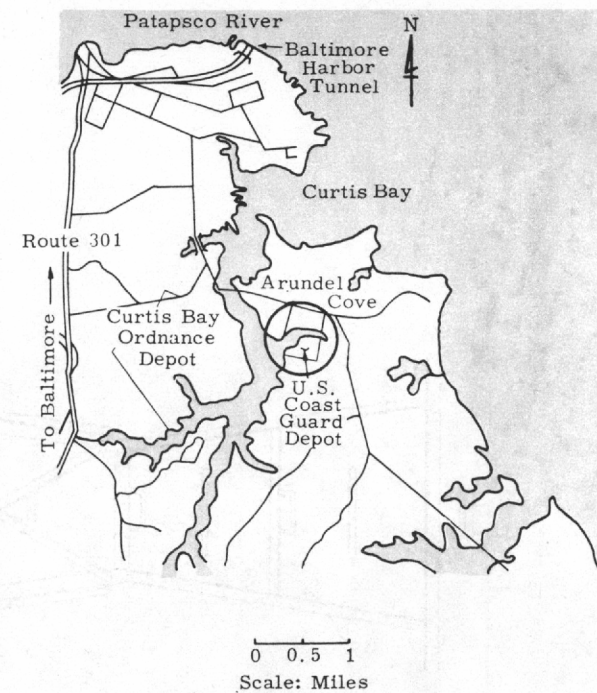 Patapsco River
N
Baltimore
Harbor
Tunnel
Curtis Bay
Route 301
Arundel
Cove
Curtis Bay
Ordnance
Depot
To Baltimore
U.S.
Coast
Guard
Depot
0 0.5 1
Scale: Miles